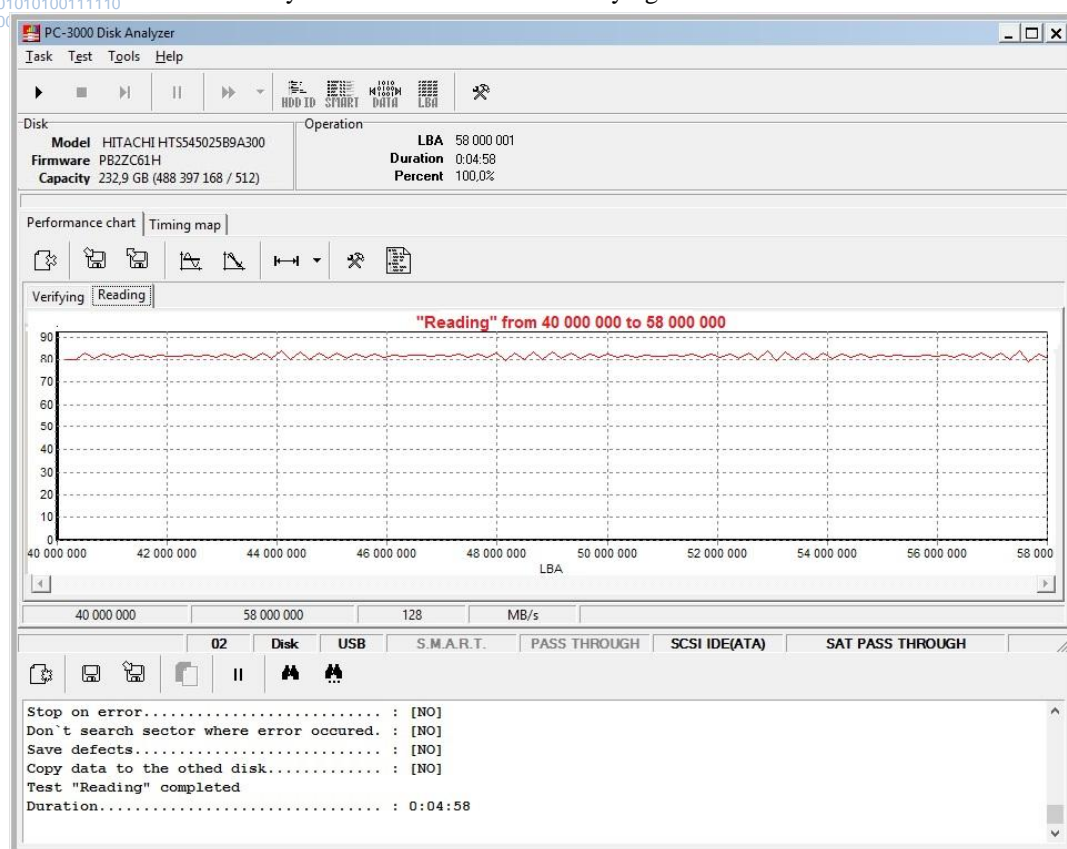 01010100111110
PC-3000 Disk Analyzer
Task Test Tools Help
HDD ID SMART DATA LBA
Disk
Model HITACHI HTS545025B9A300
Firmware PB2ZC61H
Capacity 232,9 GB (488 397 168 / 512)
Operation
LBA 58 000 001
Duration 0:04:58
Percent 100,0%
Performance chart Timing map
Verifying Reading
"Reading" from 40 000 000 to 58 000 000
90
80
70
60
50
40
30
20
10
0
40 000 000 42 000 000 44 000 000 46 000 000 48 000 000 50 000 000 52 000 000 54 000 000 56 000 000 58 000
LBA
40 000 000 58 000 000 128 MB/s
02 Disk USB S.M.A.R.T. PASS THROUGH SCSI IDE(ATA) SAT PASS THROUGH
Stop on error........................... : [NO]
Don`t search sector where error occured. : [NO]
Save defects............................ : [NO]
Copy data to the othed disk............. : [NO]
Test "Reading" completed
Duration................................ : 0:04:58